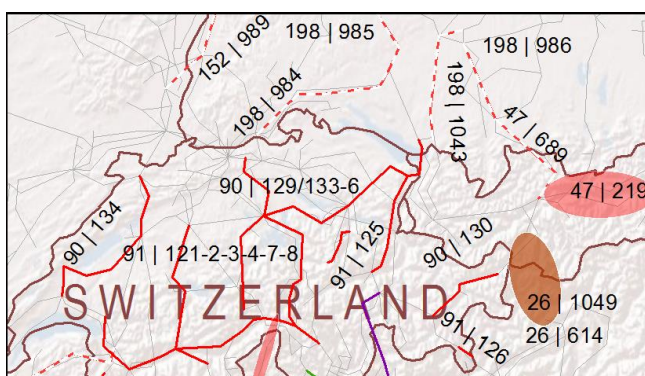 152 | 989
198 | 985
198 | 986
198 | 984
198 | 1043
47 | 689
90 | 129/133-6
47 | 219
90 | 134
91 | 121-2-3-4-7-8
91 | 125
90 | 130
SWITZERLAND
26 | 1049
91 | 126
26 | 614